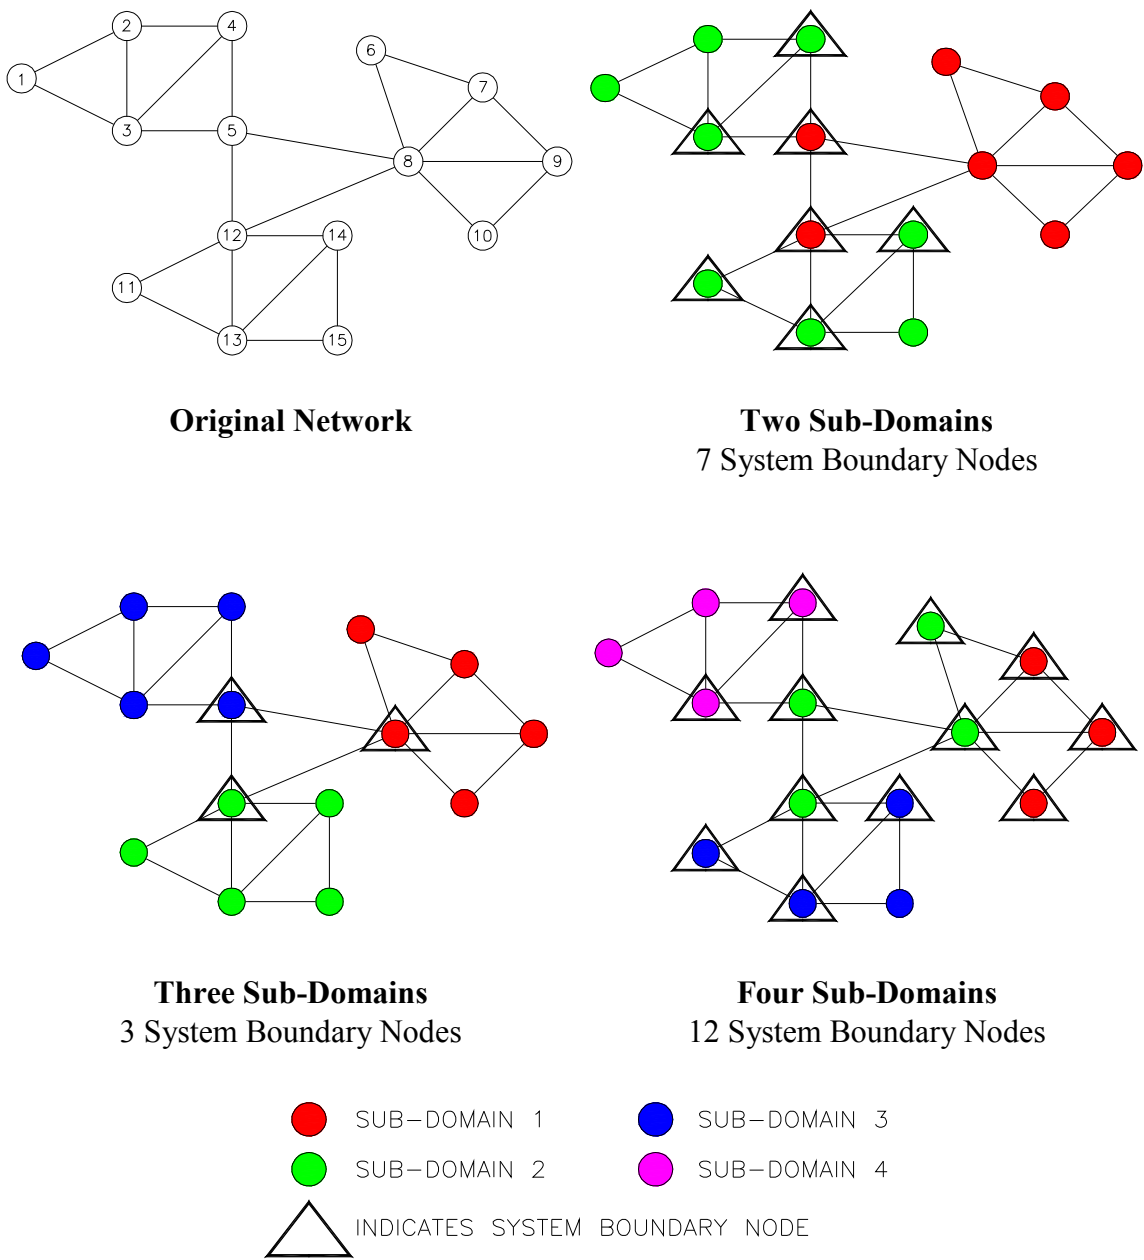 1
2
3
4
5
6
7
8
9
10
11
12
13
14
15
Original Network
Two Sub-Domains
7 System Boundary Nodes
Three Sub-Domains
3 System Boundary Nodes
Four Sub-Domains
12 System Boundary Nodes
SUB-DOMAIN 1
SUB-DOMAIN 3
SUB-DOMAIN 2
SUB-DOMAIN 4
INDICATES SYSTEM BOUNDARY NODE